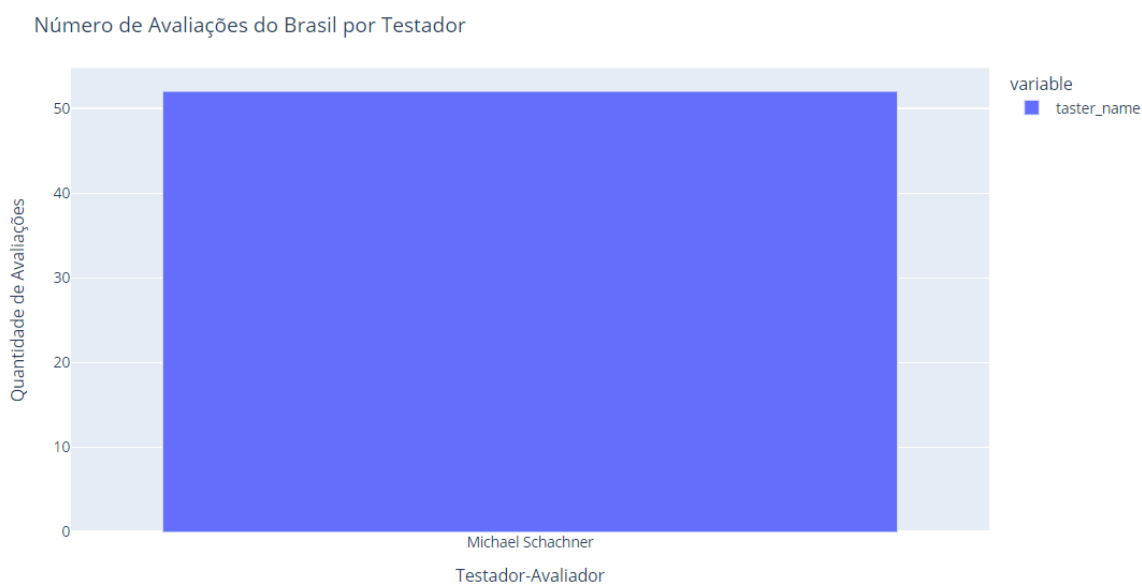 Número de Avaliações do Brasil por Testador
variable
taster_name
Quantidade de Avaliações
50
40
30
20
10
0
Michael Schachner
Testador-Avaliador